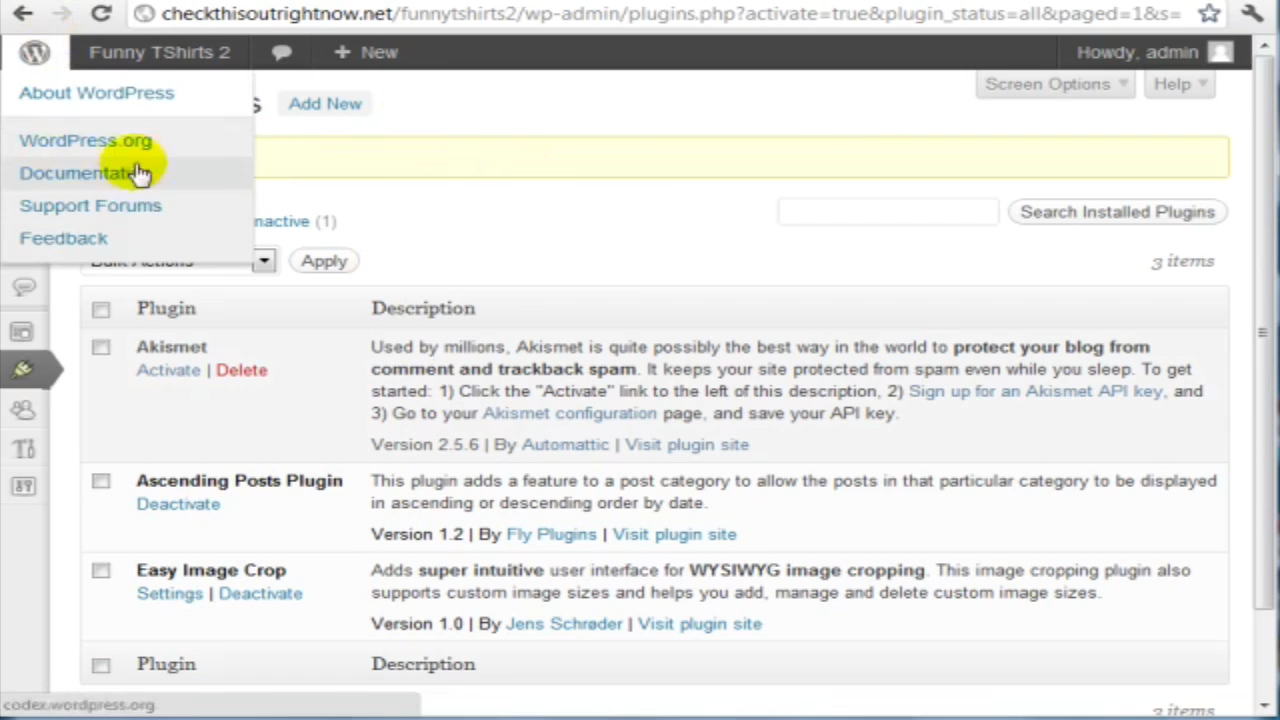 checkthisoutrightnow.net/funnytshirts2/wp-admin/plugins.php?activate=true&plugin_status=all&paged=1&s=
Funny TShirts 2 + New Howdy, admin
About WordPress
s Add New Screen Options Help
WordPress.org
Documentat
Support Forums
nactive (1) Search Installed Plugins
Feedback
Bulk Actions Apply 3 items
Plugin Description
Akismet
Activate | Delete
Used by millions, Akismet is quite possibly the best way in the world to protect your blog from
comment and trackback spam. It keeps your site protected from spam even while you sleep. To get
started: 1) Click the "Activate" link to the left of this description, 2) Sign up for an Akismet API key, and
3) Go to your Akismet configuration page, and save your API key.
Version 2.5.6 | By Automattic | Visit plugin site
Ascending Posts Plugin
Deactivate
This plugin adds a feature to a post category to allow the posts in that particular category to be displayed
in ascending or descending order by date.
Version 1.2 | By Fly Plugins | Visit plugin site
Easy Image Crop
Settings | Deactivate
Adds super intuitive user interface for WYSIWYG image cropping. This image cropping plugin also
supports custom image sizes and helps you add, manage and delete custom image sizes.
Version 1.0 | By Jens Schrøder | Visit plugin site
Plugin Description
codex.wordpress.org
3 items